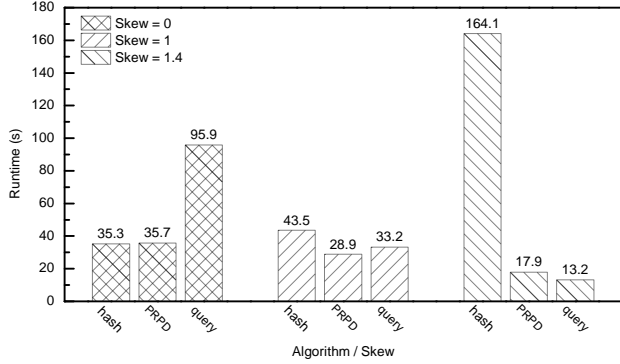 180
160
140
120
100
80
60
40
20
0
Runtime (s)
Skew = 0
Skew = 1
Skew = 1.4
35.3
35.7
95.9
43.5
28.9
33.2
164.1
17.9
13.2
hash
PRPD
query
hash
PRPD
query
hash
PRPD
query
Algorithm / Skew